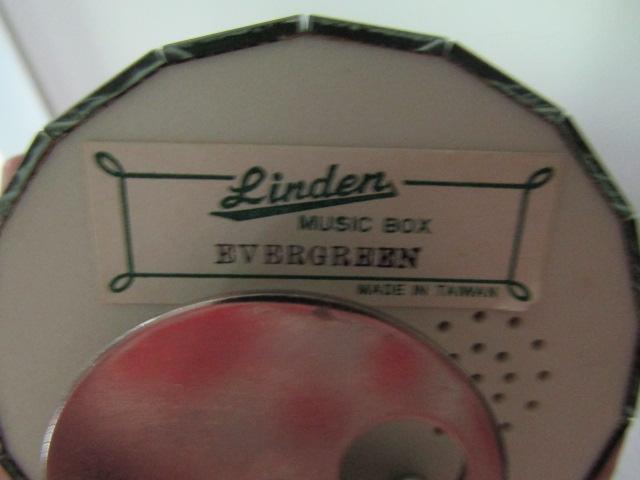 Linden
MUSIC BOX
EVERGREEN
MADE IN TAIWAN